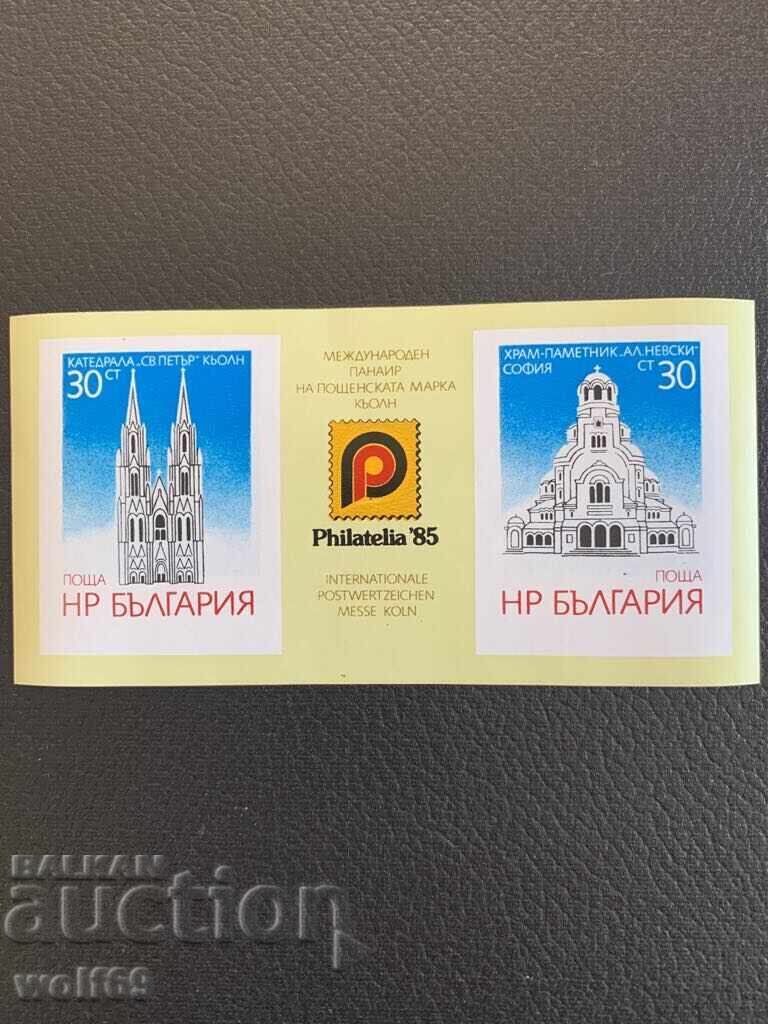 КАТЕДРАЛА „СВ. ПЕТЪР" КЬОЛН
30 СТ
ПОЩА
НР БЪЛГАРИЯ
МЕЖДУНАРОДЕН
ПАНАИР
НА ПОЩЕНСКАТА МАРКА
КЬОЛН
Philatelia '85
INTERNATIONALE
POSTWERTZEICHEN
MESSE KÖLN
ХРАМ-ПАМЕТНИК „АЛ. НЕВСКИ"
СОФИЯ
СТ 30
ПОЩА
НР БЪЛГАРИЯ
BALKAN
auction
wolf69